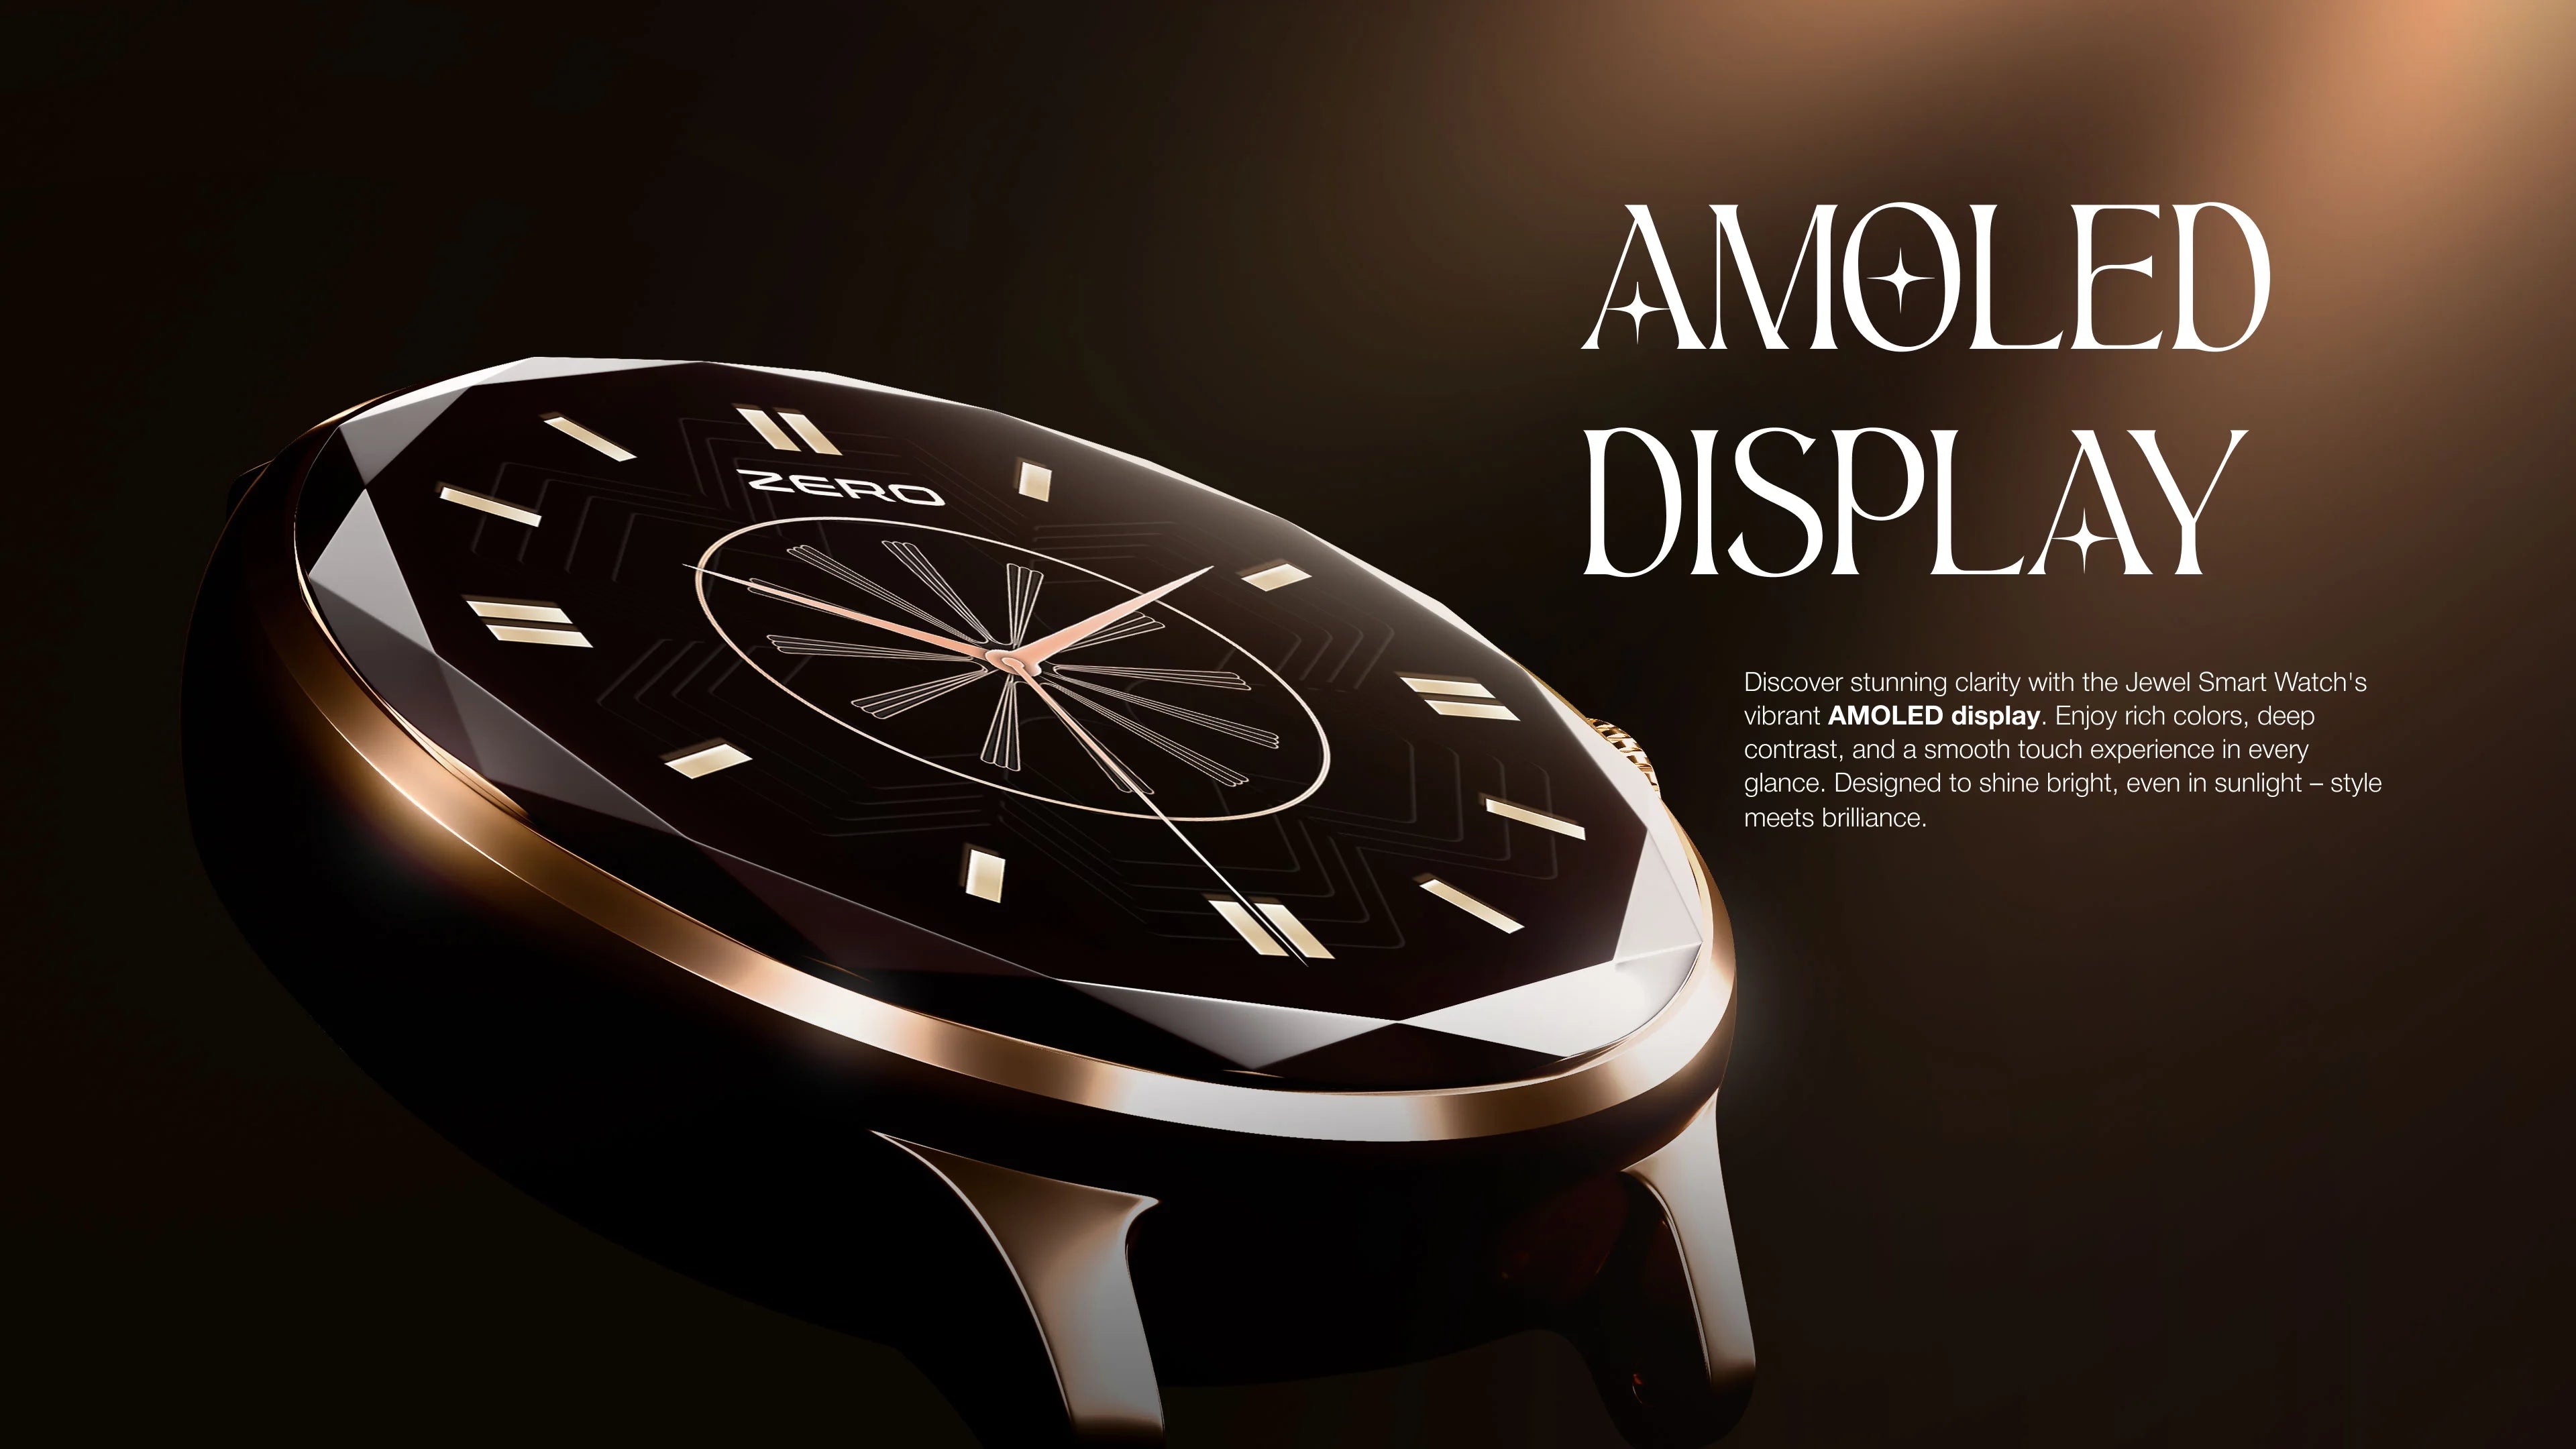 AMOLED
DISPLAY
ZERO
Discover stunning clarity with the Jewel Smart Watch's
vibrant AMOLED display. Enjoy rich colors, deep
contrast, and a smooth touch experience in every
glance. Designed to shine bright, even in sunlight – style
meets brilliance.